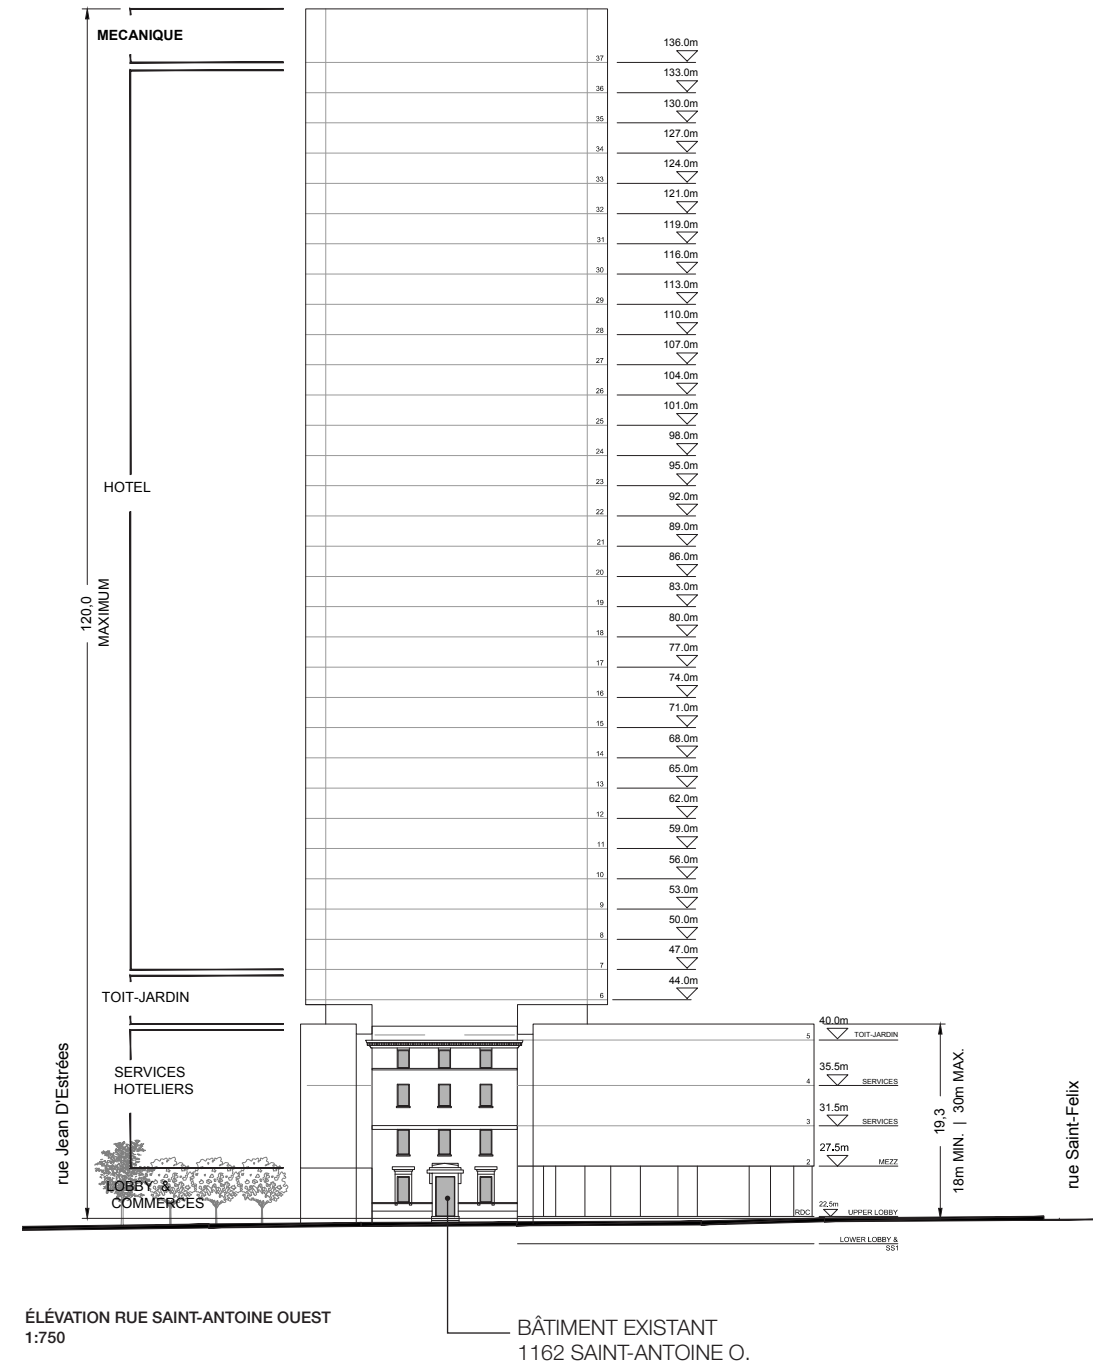 MECANIQUE
37
136.0m
36
133.0m
35
130.0m
34
127.0m
33
124.0m
32
121.0m
31
119.0m
30
116.0m
29
113.0m
28
110.0m
27
107.0m
26
104.0m
25
101.0m
24
98.0m
23
95.0m
HOTEL
22
92.0m
21
89.0m
20
86.0m
19
83.0m
120,0
MAXIMUM
18
80.0m
17
77.0m
16
74.0m
15
71.0m
14
68.0m
13
65.0m
12
62.0m
11
59.0m
10
56.0m
9
53.0m
8
50.0m
7
47.0m
6
44.0m
TOIT-JARDIN
40.0m
5
TOIT-JARDIN
SERVICES
HOTELIERS
35.5m
4
SERVICES
31.5m
3
SERVICES
27.5m
2
MEZZ
LOBBY &
COMMERCES
22,5m
RDC
UPPER LOBBY
LOWER LOBBY &
SS1
19,3
18m MIN. | 30m MAX.
rue Jean D'Estrées
rue Saint-Felix
ÉLÉVATION RUE SAINT-ANTOINE OUEST
1:750
BÂTIMENT EXISTANT
1162 SAINT-ANTOINE O.